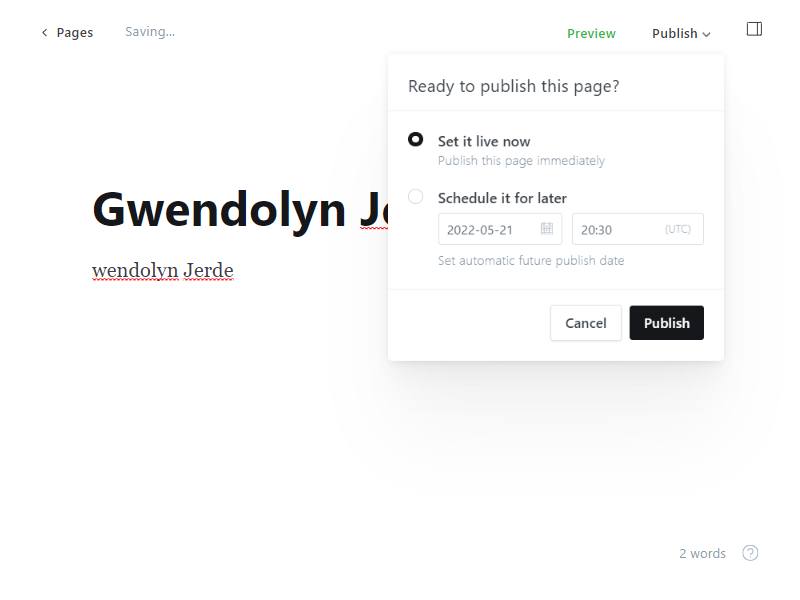 Pages
Saving...
Preview
Publish
Ready to publish this page?
Set it live now
Publish this page immediately
Schedule it for later
2022-05-21
20:30
(UTC)
Set automatic future publish date
Cancel
Publish
Gwendolyn
wendolyn Jerde
2 words
?